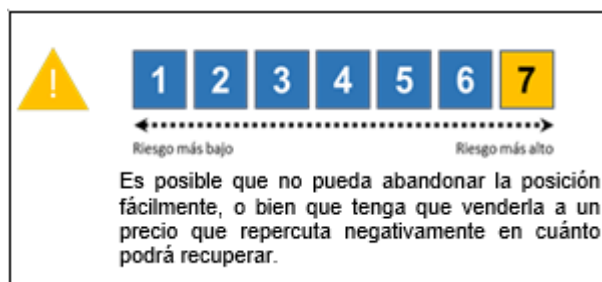 !
1 2 3 4 5 6 7
Riesgo más bajo Riesgo más alto
Es posible que no pueda abandonar la posición
fácilmente, o bien que tenga que venderla a un
precio que repercuta negativamente en cuánto
podrá recuperar.